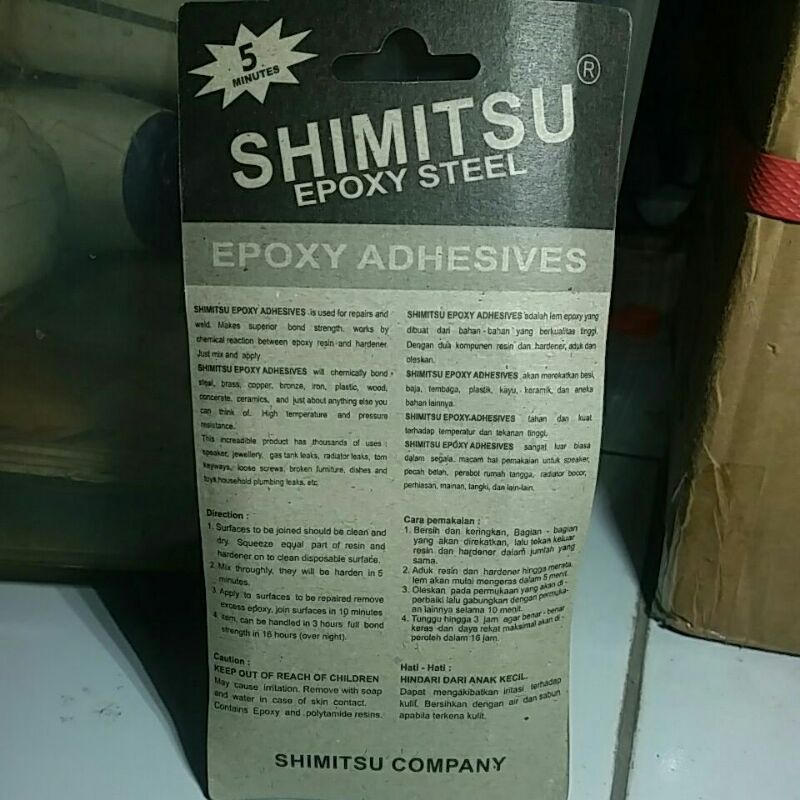 5
MINUTES
SHIMITSU®
EPOXY STEEL
EPOXY ADHESIVES
SHIMITSU EPOXY ADHESIVES is used for repairs and
weld. Makes superior bond strength. works by
chemical reaction between epoxy resin and hardener.
Just mix and apply
SHIMITSU EPOXY ADHESIVES will chemically bond
steal, brass, copper, bronze, iron, plastic, wood,
concerete, ceramics, and just about anything else you
can think of. High temperature and pressure
resistance.
This increadible product has thousands of uses :
speaker, jewellery, gas tank leaks, radiator leaks, torn
keyways, loose screws, broken furniture, dishes and
toys,household plumbing leaks, etc.
Direction :
1. Surfaces to be joined should be clean and
dry. Squeeze equal part of resin and
hardener on to clean disposable surface.
2. Mix throughly, they will be harden in 5
minutes.
3. Apply to surfaces to be repaired remove
excess epoxy, join surfaces in 10 minutes
4. item, can be handled in 3 hours full bond
strength in 16 hours (over night).
Caution :
KEEP OUT OF REACH OF CHILDREN
May cause irritation. Remove with soap
and water in case of skin contact.
Contains Epoxy and polytamide resins.
SHIMITSU EPOXY ADHESIVES adalah lem epoxy yang
dibuat dari bahan - bahan yang berkualitas tinggi.
Dengan dua kompunen resin dan hardener, aduk dan
oleskan.
SHIMITSU EPOXY ADHESIVES akan merekatkan besi,
baja, tembaga, plastik, kayu, keramik, dan aneka
bahan lainnya.
SHIMITSU EPOXY ADHESIVES tahan dan kuat
terhadap temperatur dan tekanan tinggi.
SHIMITSU EPOXY ADHESIVES sangat luar biasa
dalam segala, macam hal pemakaian untuk speaker,
pecah belah, perabot rumah tangga, radiator bocor,
perhiasan, mainan, tangki, dan lain-lain.
Cara pemakaian :
1. Bersih dan keringkan, Bagian - bagian
yang akan direkatkan, lalu tekan keluar
resin dan hardener dalam jumlah yang
sama.
2. Aduk resin dan hardener hingga merata,
lem akan mulai mengeras dalam 5 menit.
3. Oleskan pada permukaan yang akan di -
perbaiki lalu gabungkan dengan permuka-
an lainnya selama 10 menit.
4. Tunggu hingga 3 jam agar benar - benar
keras dan daya rekat maksimal akan di -
peroleh dalam 16 jam.
Hati - Hati :
HINDARI DARI ANAK KECIL.
Dapat mengakibatkan iritasi terhadap
kulit. Bersihkan dengan air dan sabun
apabila terkena kulit.
SHIMITSU COMPANY